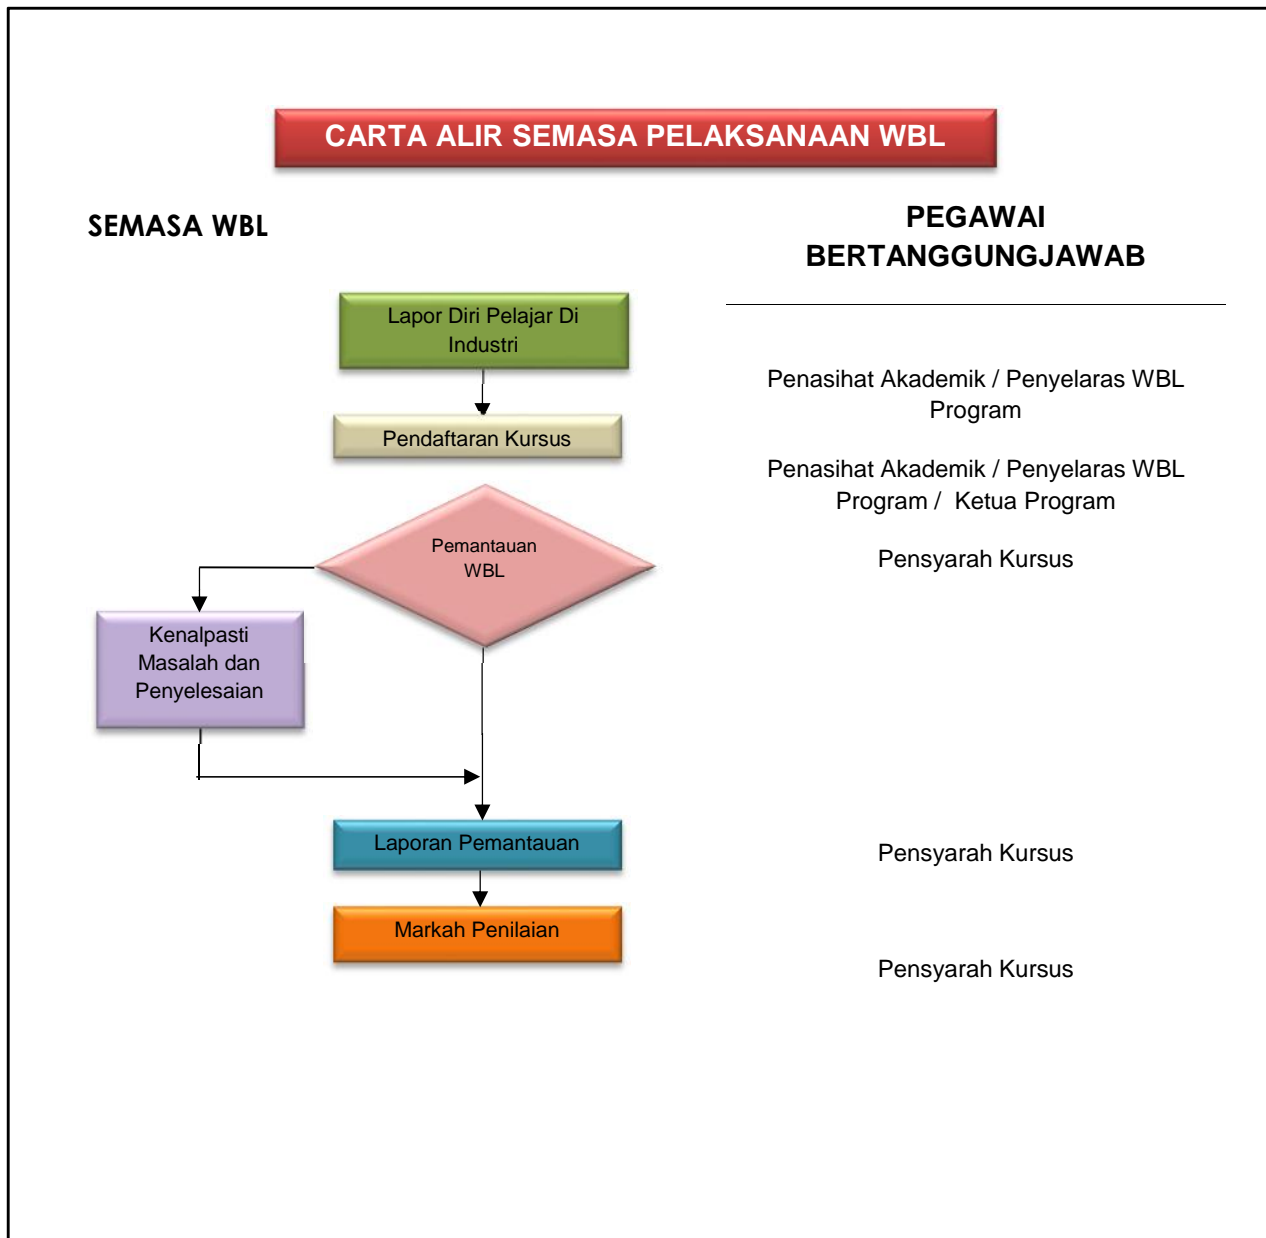 CARTA ALIR SEMASA PELAKSANAAN WBL
SEMASA WBL
PEGAWAI
BERTANGGUNGJAWAB
Lapor Diri Pelajar Di
Industri
Penasihat Akademik / Penyelaras WBL
Program
Pendaftaran Kursus
Penasihat Akademik / Penyelaras WBL
Program / Ketua Program
Pemantauan
WBL
Pensyarah Kursus
Kenalpasti
Masalah dan
Penyelesaian
Laporan Pemantauan
Pensyarah Kursus
Markah Penilaian
Pensyarah Kursus